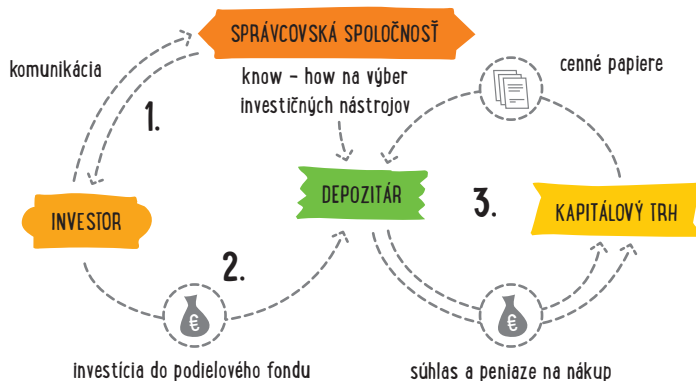 SPRÁVCOVSKÁ SPOLOČNOSŤ
komunikácia
know - how na výber
investičných nástrojov
cenné papiere
1.
DEPOZITÁR
3.
INVESTOR
KAPITÁLOVÝ TRH
2.
€
€
investícia do podielového fondu
súhlas a peniaze na nákup